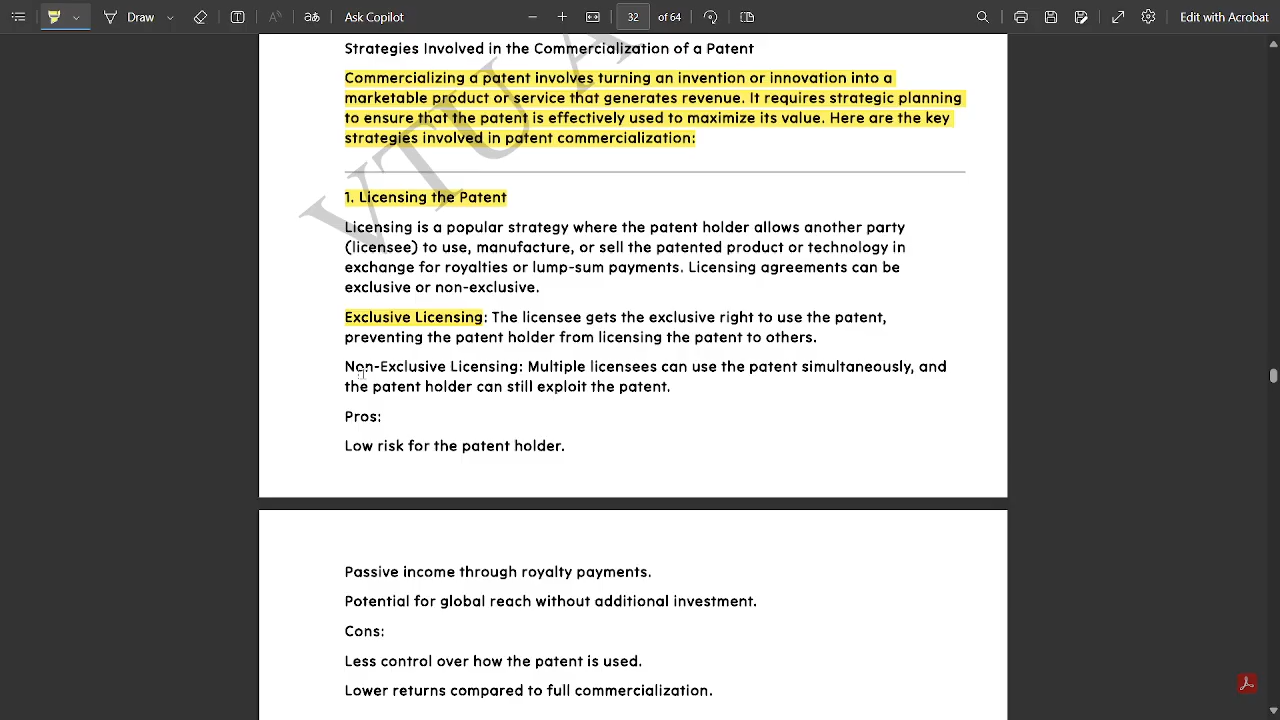 Draw
Ask Copilot
32
of 64
Edit with Acrobat
Strategies Involved in the Commercialization of a Patent
Commercializing a patent involves turning an invention or innovation into a
marketable product or service that generates revenue. It requires strategic planning
to ensure that the patent is effectively used to maximize its value. Here are the key
strategies involved in patent commercialization:
1. Licensing the Patent
Licensing is a popular strategy where the patent holder allows another party
(licensee) to use, manufacture, or sell the patented product or technology in
exchange for royalties or lump-sum payments. Licensing agreements can be
exclusive or non-exclusive.
Exclusive Licensing: The licensee gets the exclusive right to use the patent,
preventing the patent holder from licensing the patent to others.
Non-Exclusive Licensing: Multiple licensees can use the patent simultaneously, and
the patent holder can still exploit the patent.
Pros:
Low risk for the patent holder.
Passive income through royalty payments.
Potential for global reach without additional investment.
Cons:
Less control over how the patent is used.
Lower returns compared to full commercialization.
VTU A